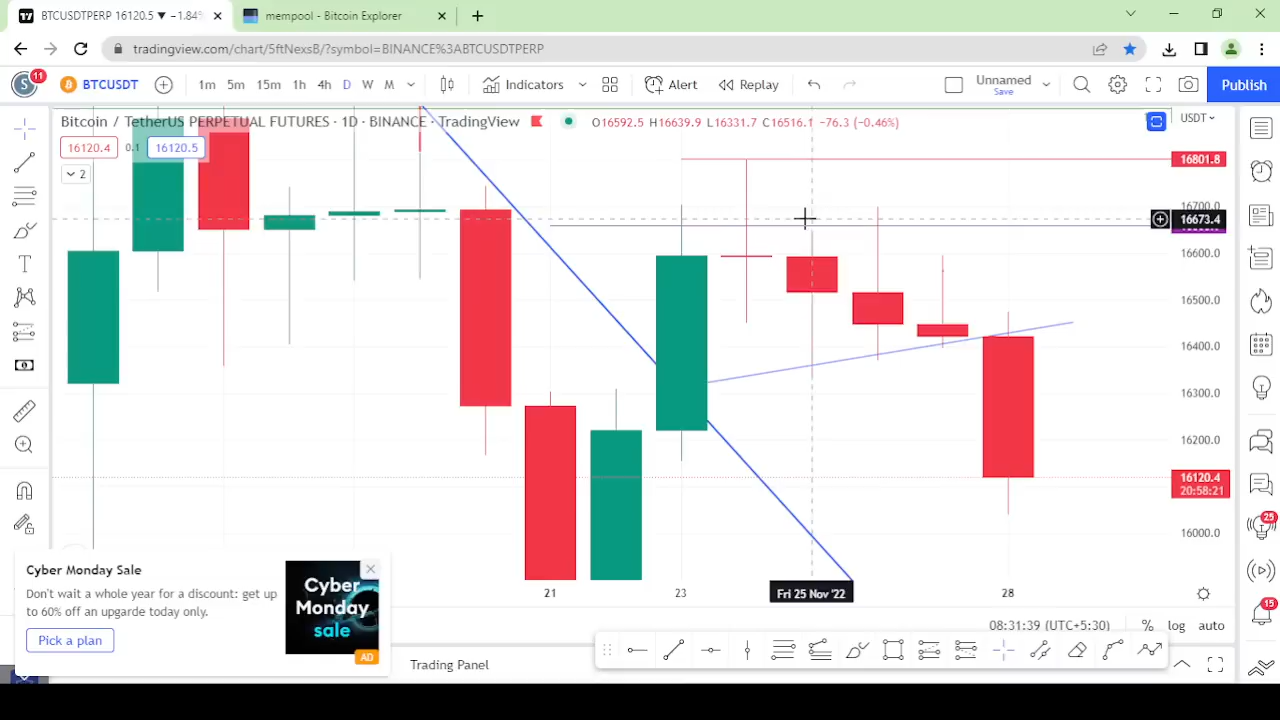 BTCUSDTPERP 16120.5 ▼ −1.84%
mempool - Bitcoin Explorer
tradingview.com/chart/5ftNexsB/?symbol=BINANCE%3ABTCUSDTPERP
S 11 BTCUSDT 1m 5m 15m 1h 4h D W M Indicators Alert Replay Unnamed Save Publish
Bitcoin / TetherUS PERPETUAL FUTURES · 1D · BINANCE · TradingView O16592.5 H16639.9 L16331.7 C16516.1 −76.3 (−0.46%) USDT
16120.4 0.1 16120.5
2
16801.8
16700.0
16673.4
16600.0
16500.0
16400.0
16300.0
16200.0
16120.4
20:58:21
16000.0
21 23 Fri 25 Nov '22 28
08:31:39 (UTC+5:30) % log auto
Cyber Monday Sale
Don't wait a whole year for a discount: get up
to 60% off an upgarde today only.
Pick a plan
Cyber
Monday
sale
AD
Trading Panel
25
15